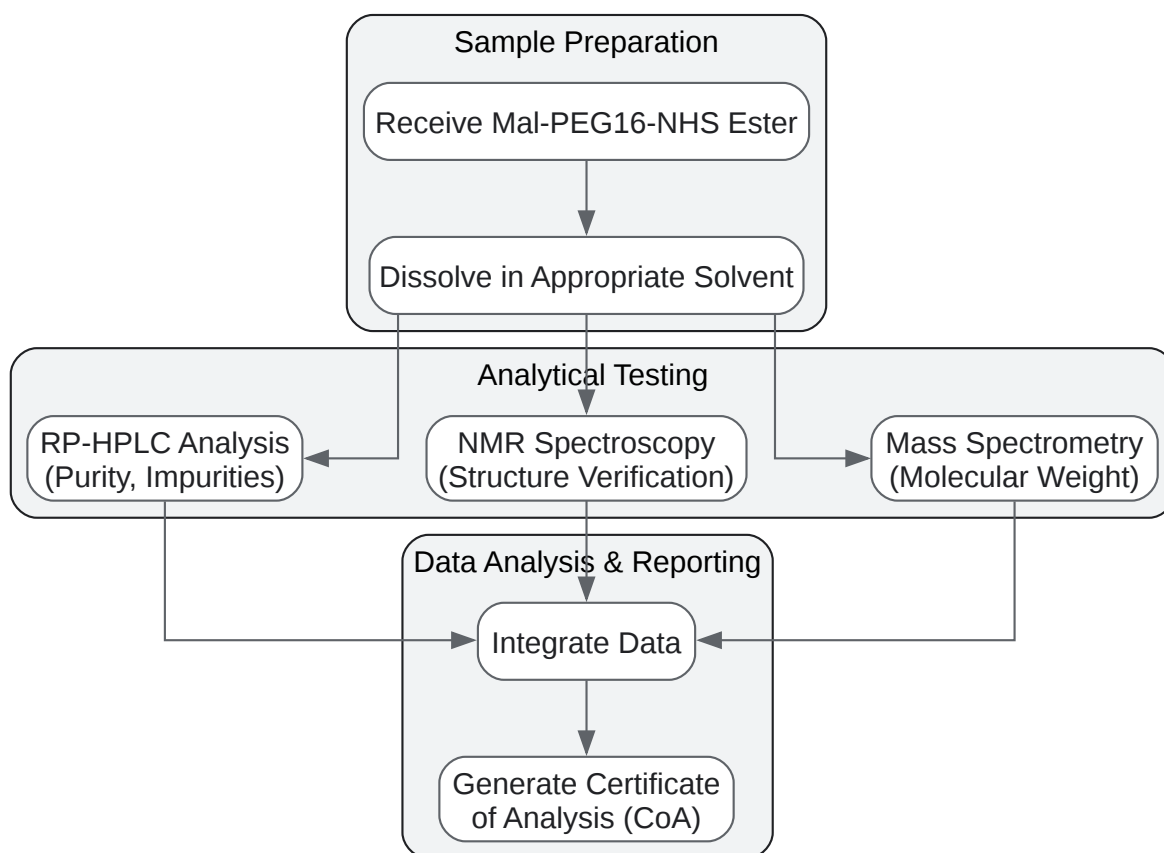 Sample Preparation
Receive Mal-PEG16-NHS Ester
Dissolve in Appropriate Solvent
Analytical Testing
RP-HPLC Analysis
(Purity, Impurities)
NMR Spectroscopy
(Structure Verification)
Mass Spectrometry
(Molecular Weight)
Data Analysis & Reporting
Integrate Data
Generate Certificate
of Analysis (CoA)